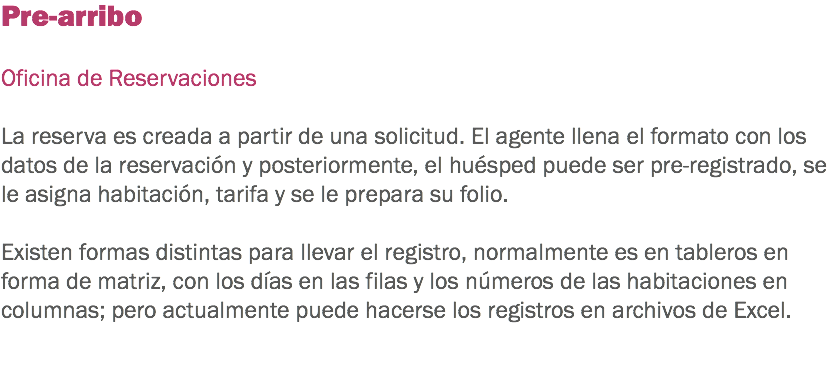 Pre-arribo
Oficina de Reservaciones
La reserva es creada a partir de una solicitud. El agente llena el formato con los
datos de la reservación y posteriormente, el huésped puede ser pre-registrado, se
le asigna habitación, tarifa y se le prepara su folio.
Existen formas distintas para llevar el registro, normalmente es en tableros en
forma de matriz, con los días en las filas y los números de las habitaciones en
columnas; pero actualmente puede hacerse los registros en archivos de Excel.